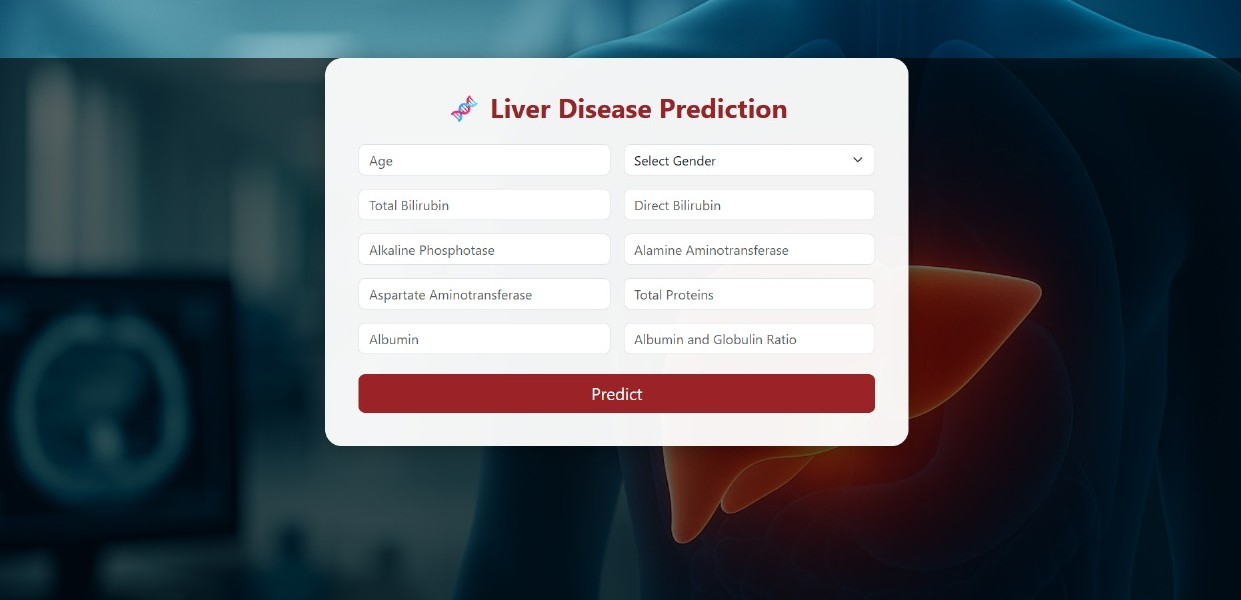 Liver Disease Prediction
Age
Select Gender
Total Bilirubin
Direct Bilirubin
Alkaline Phosphotase
Alamine Aminotransferase
Aspartate Aminotransferase
Total Proteins
Albumin
Albumin and Globulin Ratio
Predict